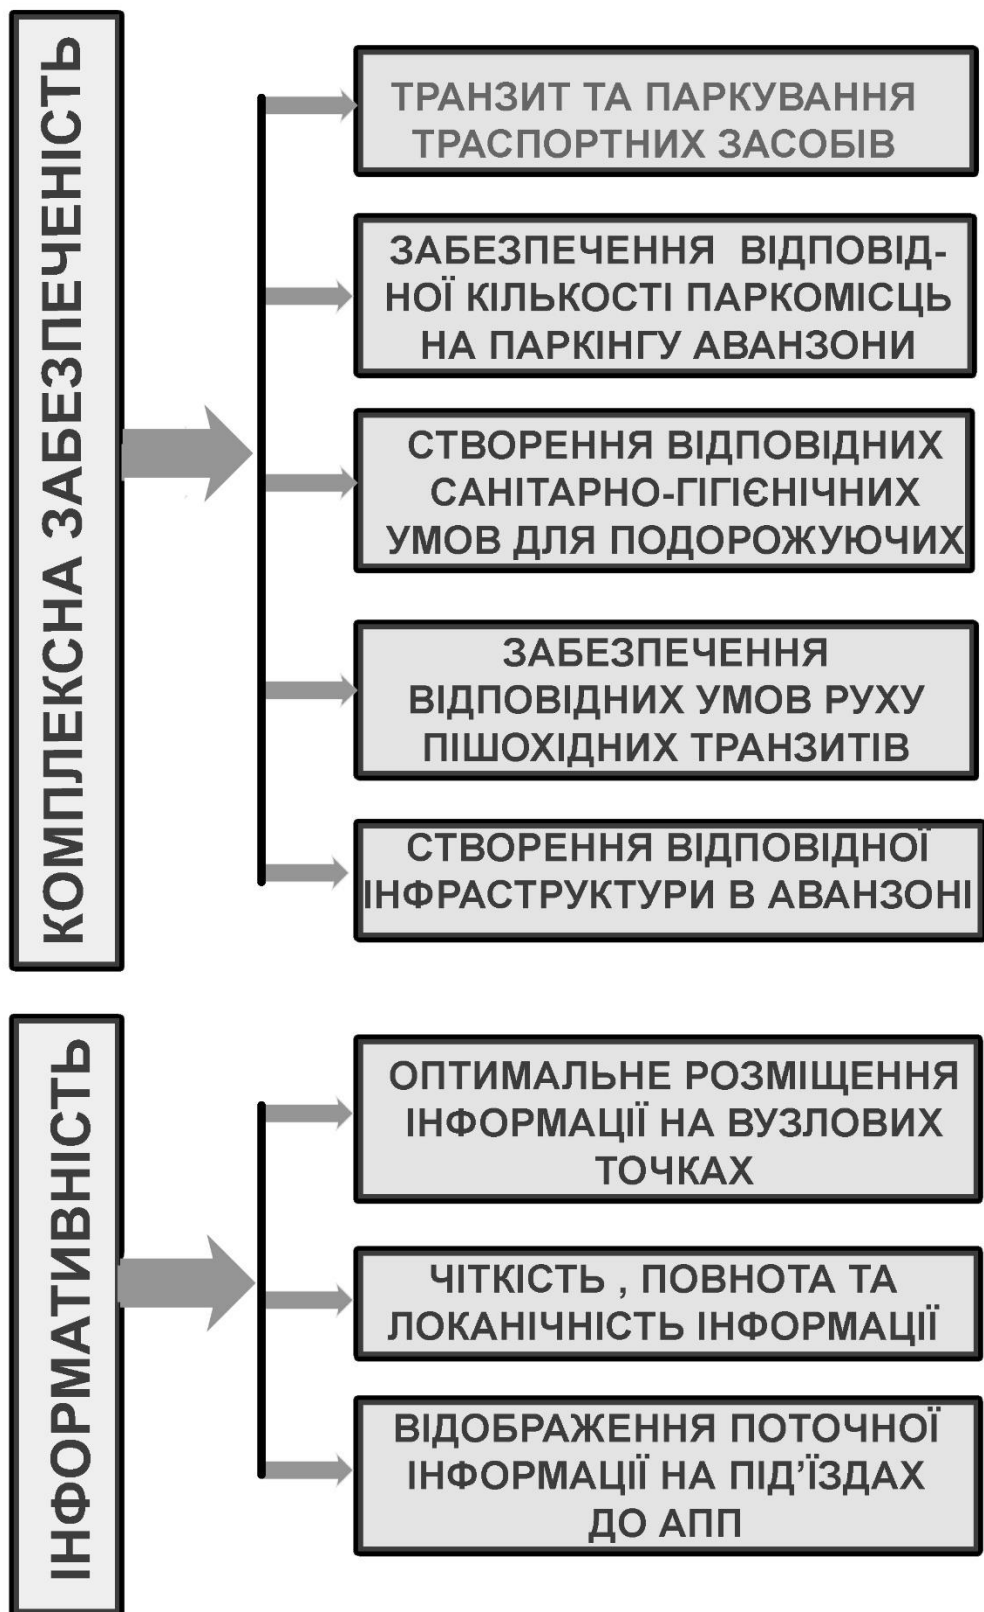 КОМПЛЕКСНА ЗАБЕЗПЕЧЕНІСТЬ
ТРАНЗИТ ТА ПАРКУВАННЯ
ТРАСПОРТНИХ ЗАСОБІВ
ЗАБЕЗПЕЧЕННЯ ВІДПОВІД-
НОЇ КІЛЬКОСТІ ПАРКОМІСЦЬ
НА ПАРКІНГУ АВАНЗОНИ
СТВОРЕННЯ ВІДПОВІДНИХ
САНІТАРНО-ГІГІЄНІЧНИХ
УМОВ ДЛЯ ПОДОРОЖУЮЧИХ
ЗАБЕЗПЕЧЕННЯ
ВІДПОВІДНИХ УМОВ РУХУ
ПІШОХІДНИХ ТРАНЗИТІВ
СТВОРЕННЯ ВІДПОВІДНОЇ
ІНФРАСТРУКТУРИ В АВАНЗОНІ
ІНФОРМАТИВНІСТЬ
ОПТИМАЛЬНЕ РОЗМІЩЕННЯ
ІНФОРМАЦІЇ НА ВУЗЛОВИХ
ТОЧКАХ
ЧІТКІСТЬ , ПОВНОТА ТА
ЛОКАНІЧНІСТЬ ІНФОРМАЦІЇ
ВІДОБРАЖЕННЯ ПОТОЧНОЇ
ІНФОРМАЦІЇ НА ПІД’ЇЗДАХ
ДО АПП